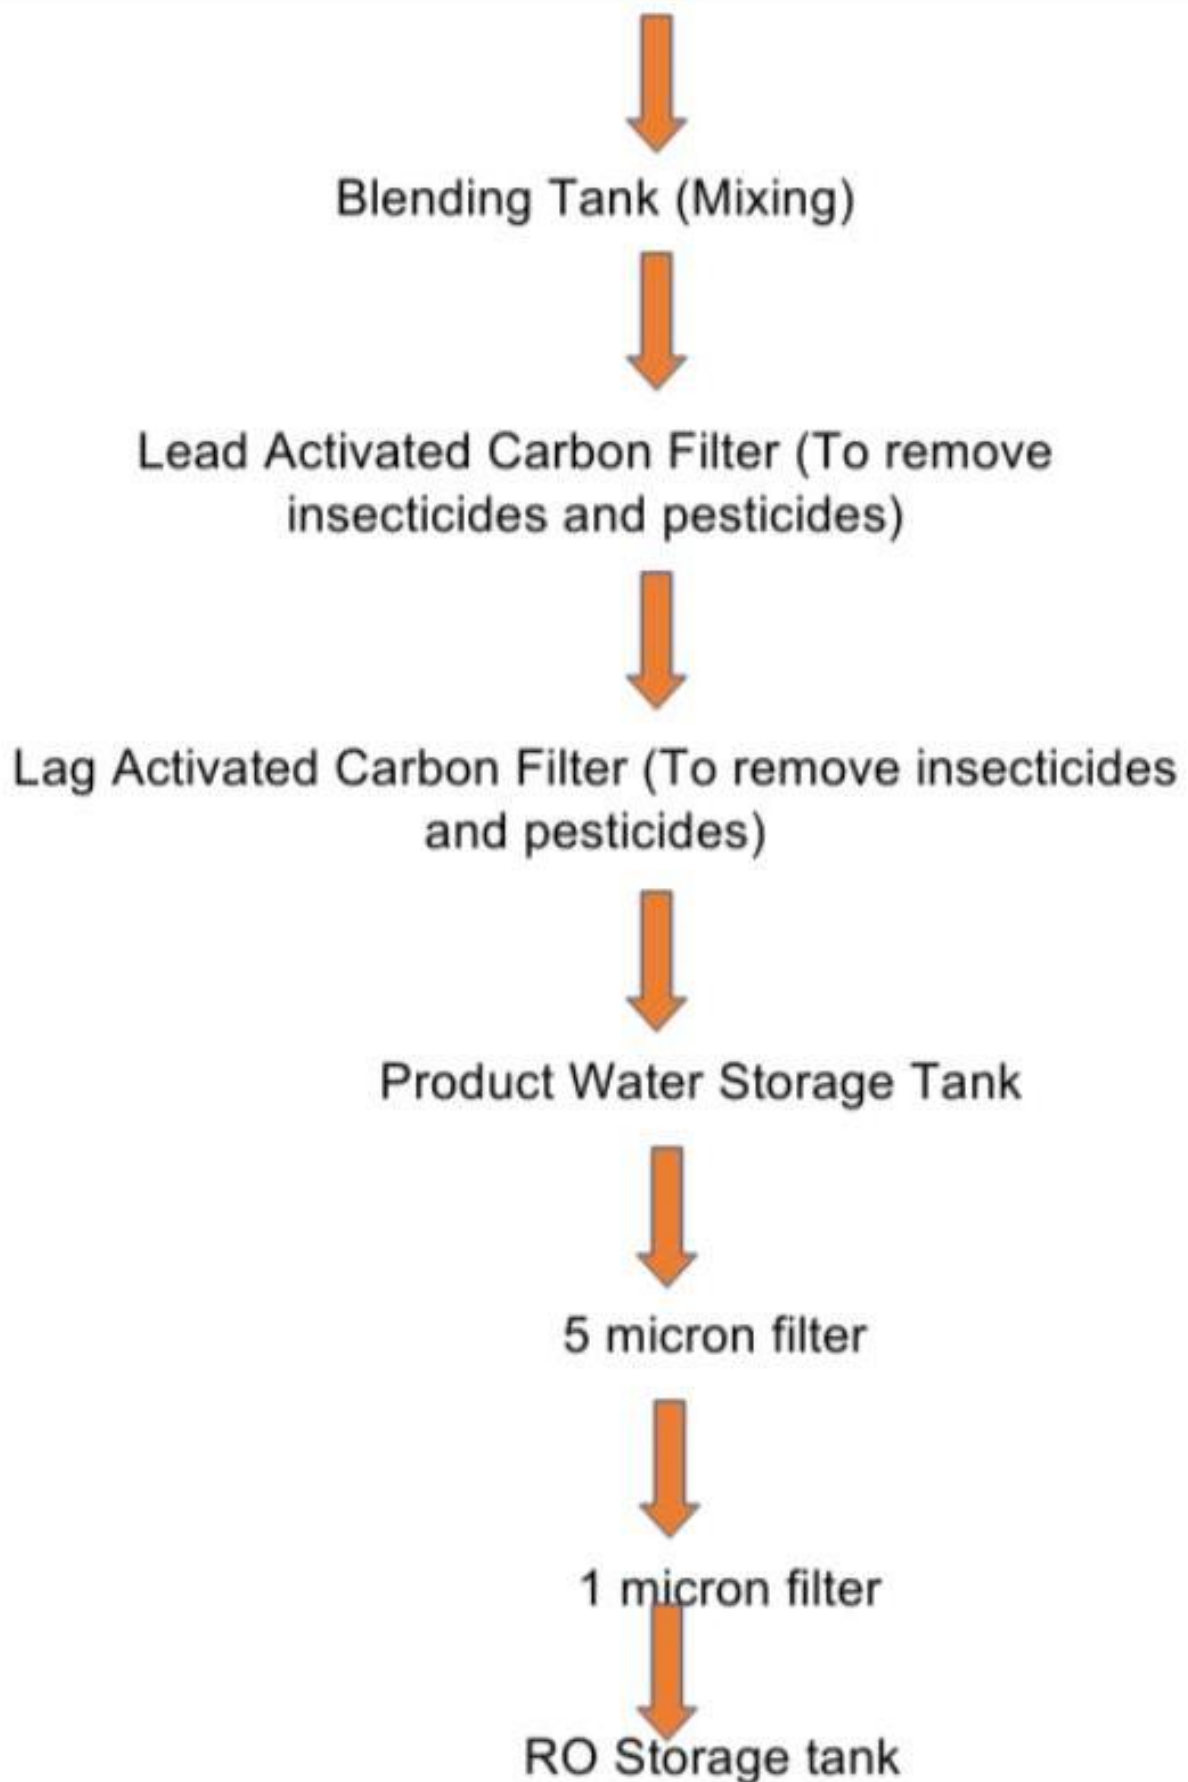 Blending Tank (Mixing)
Lead Activated Carbon Filter (To remove
insecticides and pesticides)
Lag Activated Carbon Filter (To remove insecticides
and pesticides)
Product Water Storage Tank
5 micron filter
1 micron filter
RO Storage tank